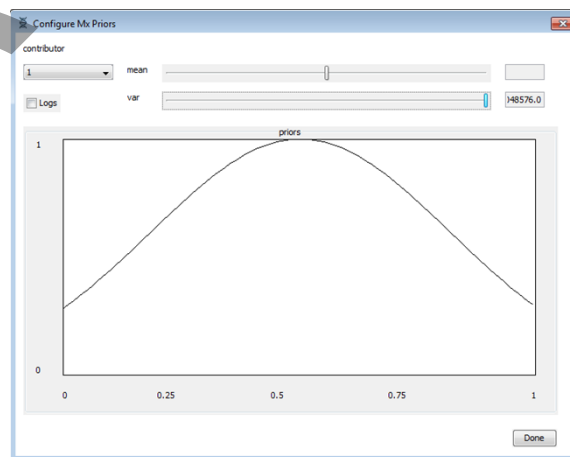 Configure Mx Priors
contributor
1 mean
Logs var )48576.0
priors
1
0
0 0.25 0.5 0.75 1
Done